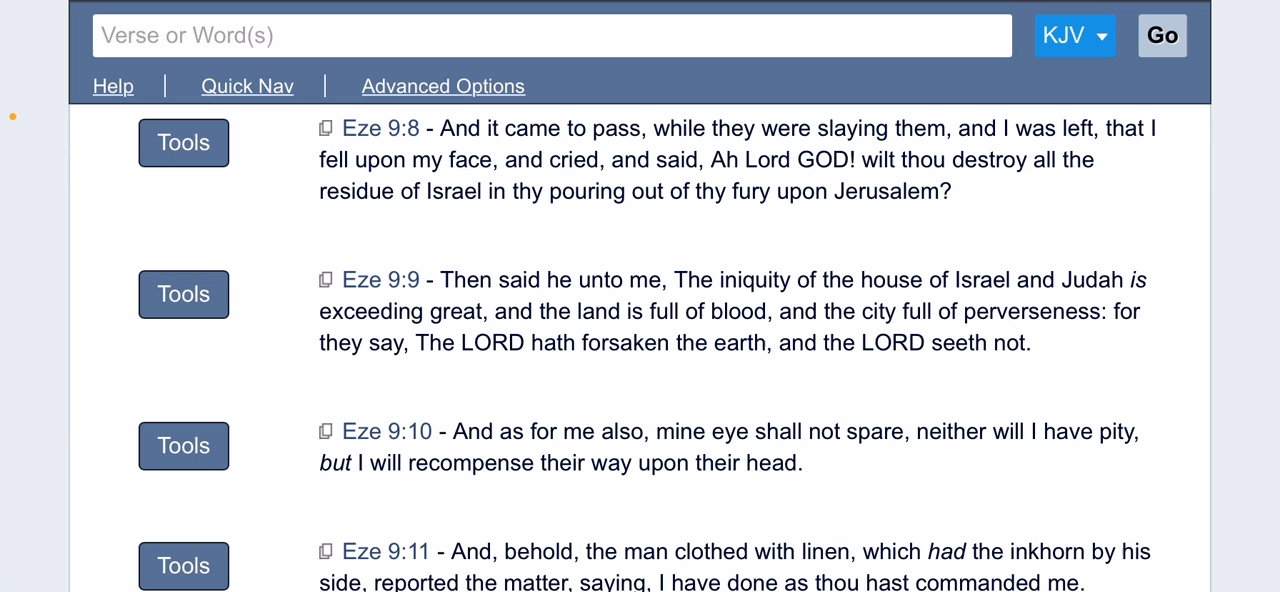 Verse or Word(s)
KJV
Go
Help | Quick Nav | Advanced Options
Tools
Eze 9:8 - And it came to pass, while they were slaying them, and I was left, that I
fell upon my face, and cried, and said, Ah Lord GOD! wilt thou destroy all the
residue of Israel in thy pouring out of thy fury upon Jerusalem?
Tools
Eze 9:9 - Then said he unto me, The iniquity of the house of Israel and Judah is
exceeding great, and the land is full of blood, and the city full of perverseness: for
they say, The LORD hath forsaken the earth, and the LORD seeth not.
Tools
Eze 9:10 - And as for me also, mine eye shall not spare, neither will I have pity,
but I will recompense their way upon their head.
Tools
Eze 9:11 - And, behold, the man clothed with linen, which had the inkhorn by his
side, reported the matter, saying, I have done as thou hast commanded me.